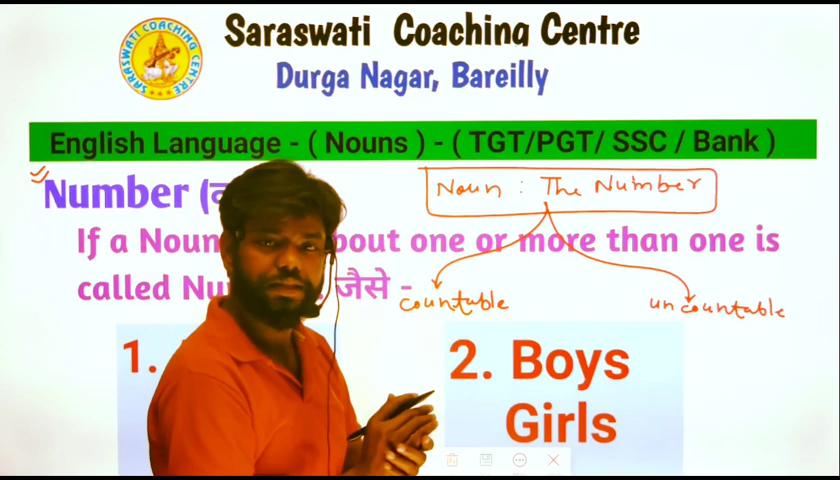 Saraswati Coaching Centre
SARASWATI COACHING CENTRE
Durga Nagar, Bareilly
English Language - ( Nouns ) - ( TGT/PGT/ SSC / Bank )
Number
Noun : The Number
If a Noun bout one or more than one is
called Nu जैसे -
countable
uncountable
1.
2. Boys
Girls